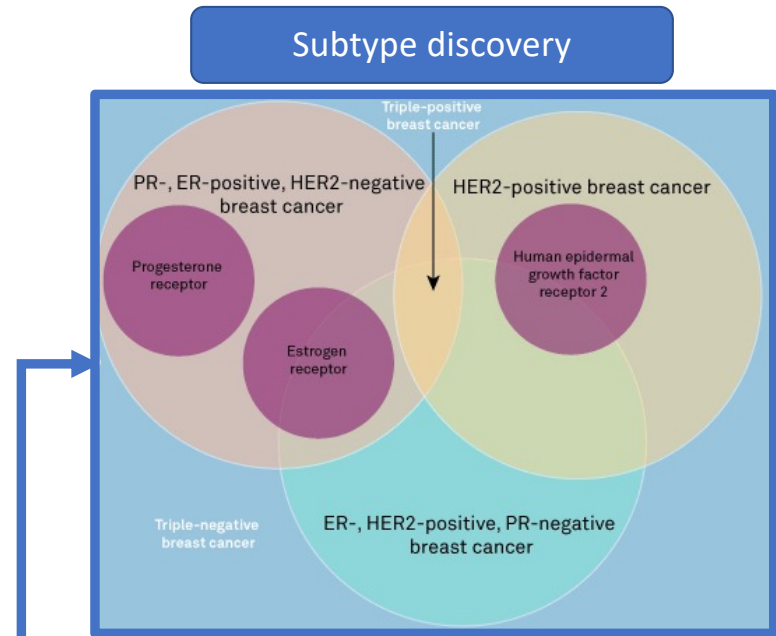 Subtype discovery
Triple-positive
breast cancer
PR-, ER-positive, HER2-negative
breast cancer
HER2-positive breast cancer
Progesterone
receptor
Human epidermal
growth factor
receptor 2
Estrogen
receptor
Triple-negative
breast cancer
ER-, HER2-positive, PR-negative
breast cancer